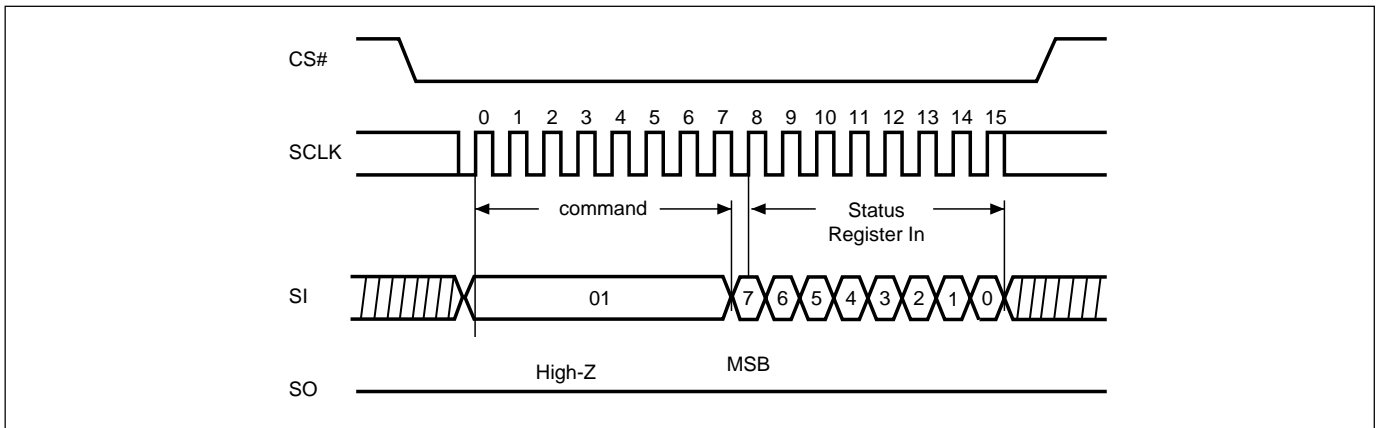 CS#
0 1 2 3 4 5 6 7 8 9 10 11 12 13 14 15
SCLK
command
Status
Register In
SI
01
7 6 5 4 3 2 1 0
High-Z
MSB
SO